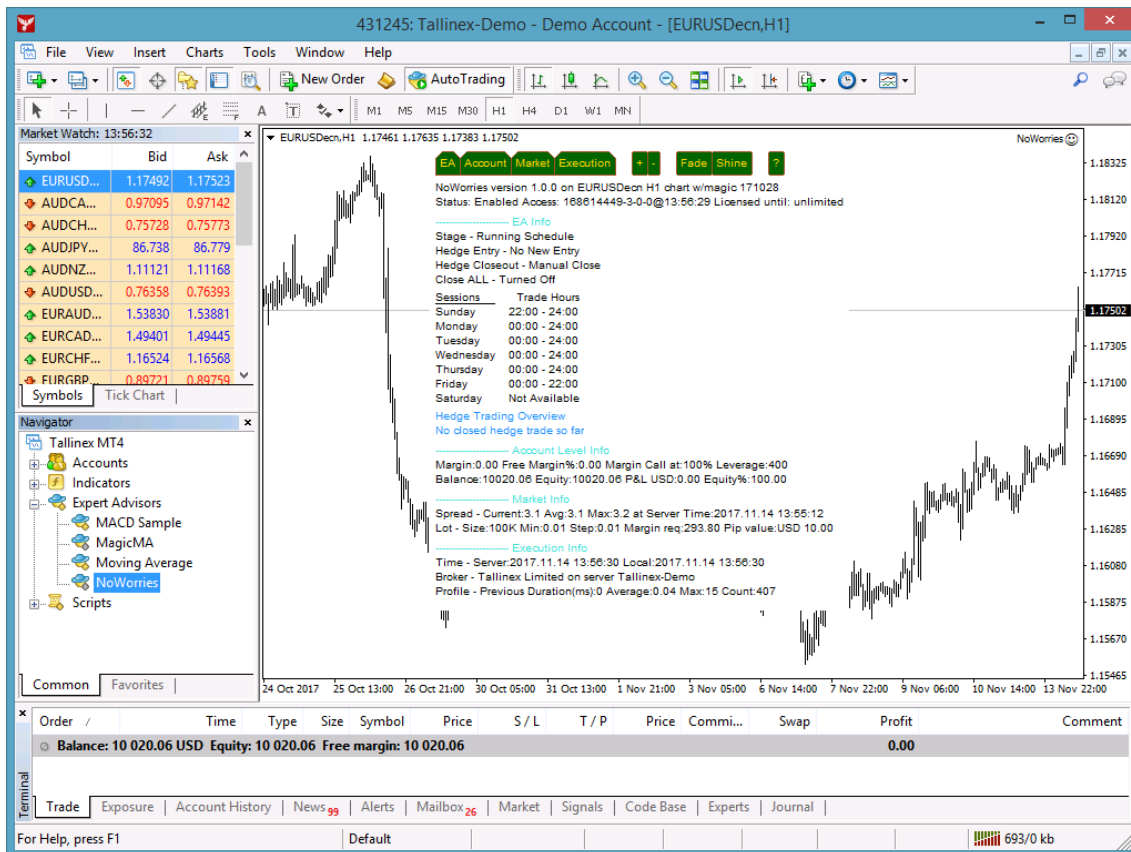 431245: Tallinex-Demo - Demo Account - [EURUSDecn,H1]
File View Insert Charts Tools Window Help
New Order AutoTrading
A T M1 M5 M15 M30 H1 H4 D1 W1 MN
Market Watch: 13:56:32
Symbol Bid Ask
EURUSD... 1.17492 1.17523
AUDCA... 0.97095 0.97142
AUDCH... 0.75728 0.75773
AUDJPY... 86.738 86.779
AUDNZ... 1.11121 1.11168
AUDUSD... 0.76358 0.76393
EURAUD... 1.53830 1.53881
EURCAD... 1.49401 1.49445
EURCHF... 1.16524 1.16568
EURGBP... 0.89721 0.89759
Symbols Tick Chart
Navigator
Tallinex MT4
Accounts
Indicators
Expert Advisors
MACD Sample
MagicMA
Moving Average
NoWorries
Scripts
Common Favorites
EURUSDecn,H1 1.17461 1.17635 1.17383 1.17502
NoWorries
EA Account Market Execution + - Fade Shine ?
NoWorries version 1.0.0 on EURUSDecn H1 chart w/magic 171028
Status: Enabled Access: 168614449-3-0-0@13:56:29 Licensed until: unlimited
---------------------- EA Info
Stage - Running Schedule
Hedge Entry - No New Entry
Hedge Closeout - Manual Close
Close ALL - Turned Off
Sessions Trade Hours
Sunday 22:00 - 24:00
Monday 00:00 - 24:00
Tuesday 00:00 - 24:00
Wednesday 00:00 - 24:00
Thursday 00:00 - 24:00
Friday 00:00 - 22:00
Saturday Not Available
Hedge Trading Overview
No closed hedge trade so far
---------------------- Account Level Info
Margin:0.00 Free Margin%:0.00 Margin Call at:100% Leverage:400
Balance:10020.06 Equity:10020.06 P&L USD:0.00 Equity%:100.00
---------------------- Market Info
Spread - Current:3.1 Avg:3.1 Max:3.2 at Server Time:2017.11.14 13:55:12
Lot - Size:100K Min:0.01 Step:0.01 Margin req:293.80 Pip value:USD 10.00
---------------------- Execution Info
Time - Server:2017.11.14 13:56:30 Local:2017.11.14 13:56:30
Broker - Tallinex Limited on server Tallinex-Demo
Profile - Previous Duration(ms):0 Average:0.04 Max:15 Count:407
1.18325
1.18120
1.17920
1.17715
1.17502
1.17305
1.17100
1.16895
1.16690
1.16485
1.16285
1.16080
1.15875
1.15670
1.15465
24 Oct 2017 25 Oct 13:00 26 Oct 21:00 30 Oct 05:00 31 Oct 13:00 1 Nov 21:00 3 Nov 05:00 6 Nov 14:00 7 Nov 22:00 9 Nov 06:00 10 Nov 14:00 13 Nov 22:00
Order / Time Type Size Symbol Price S / L T / P Price Commi... Swap Profit Comment
Balance: 10 020.06 USD Equity: 10 020.06 Free margin: 10 020.06 0.00
Terminal
Trade Exposure Account History News 99 Alerts Mailbox 26 Market Signals Code Base Experts Journal
For Help, press F1 Default 693/0 kb